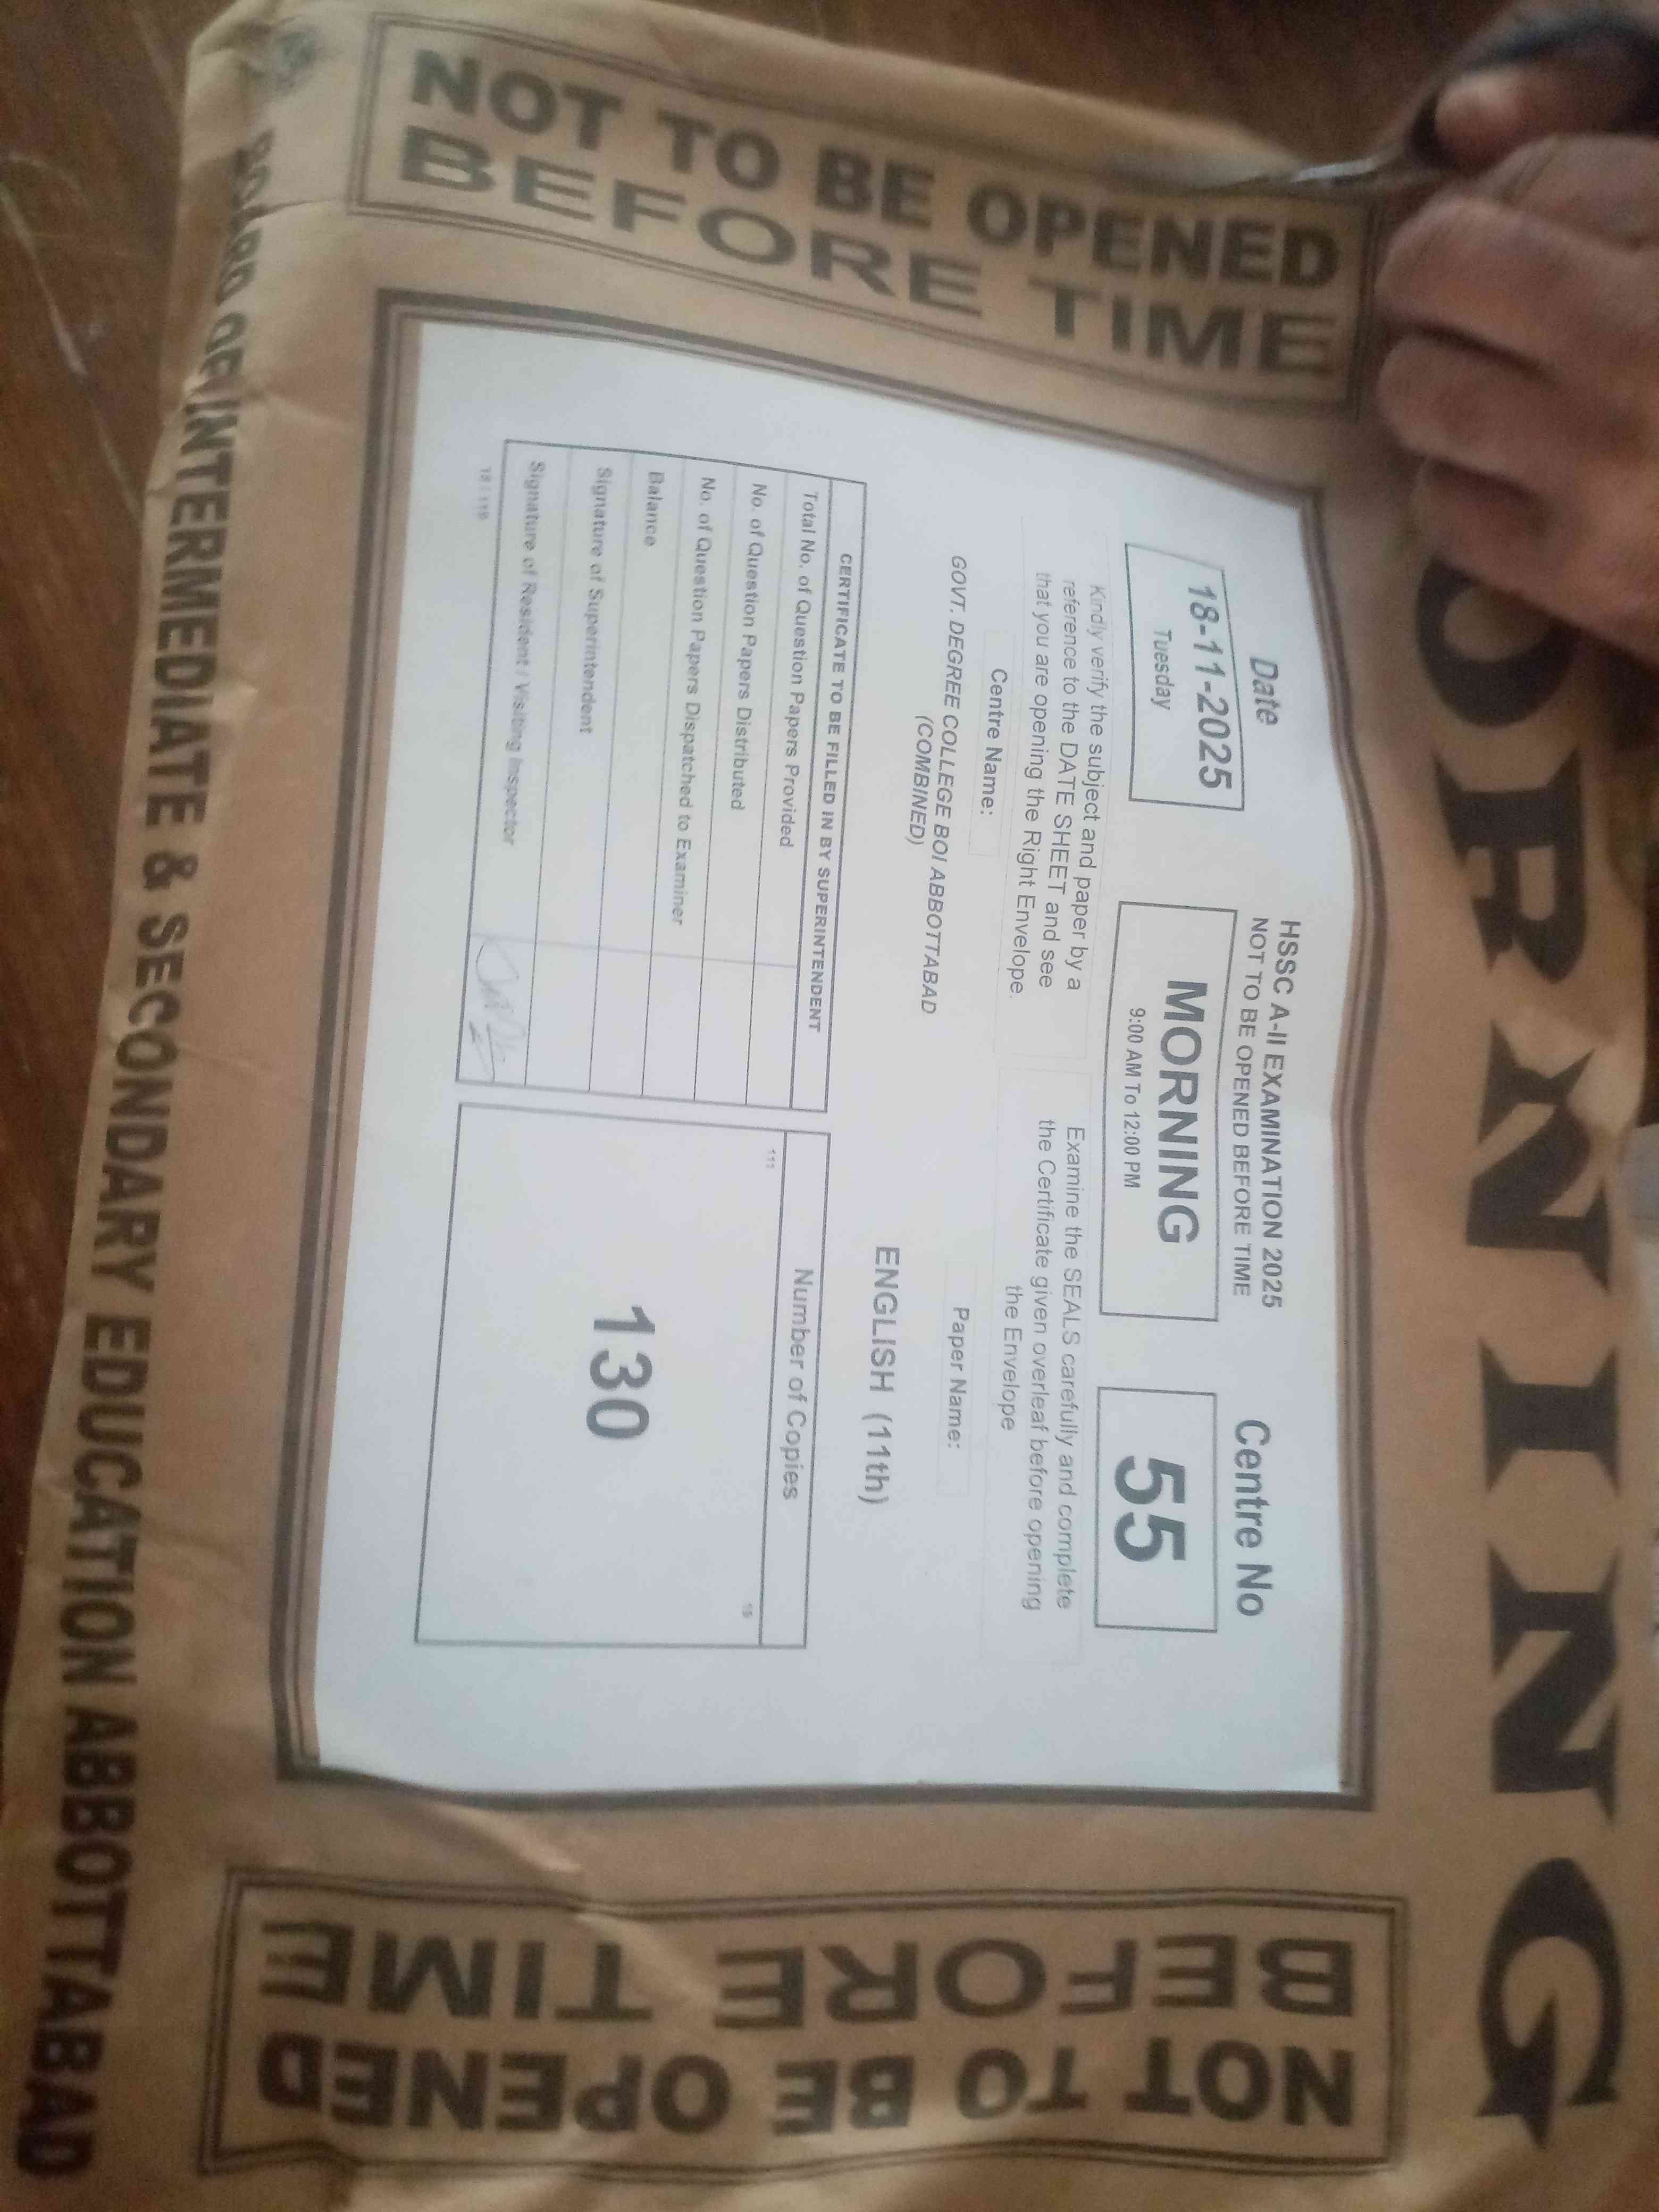 MORNING
NOT TO BE OPENED
BEFORE TIME
Date
18-11-2025
Tuesday
HSSC A-II EXAMINATION 2025
NOT TO BE OPENED BEFORE TIME
MORNING
9:00 AM To 12:00 PM
Centre No
55
Kindly verify the subject and paper by a
reference to the DATE SHEET and see
that you are opening the Right Envelope.
Examine the SEALS carefully and complete
the Certificate given overleaf before opening
the Envelope
Centre Name:
GOVT. DEGREE COLLEGE BOI ABBOTTABAD
(COMBINED)
Paper Name:
ENGLISH (11th)
CERTIFICATE TO BE FILLED IN BY SUPERINTENDENT
Total No. of Question Papers Provided
No. of Question Papers Distributed
No. of Question Papers Dispatched to Examiner
Balance
Signature of Superintendent
Signature of Resident / Visiting Inspector
Number of Copies
111
130
NOT TO BE OPENED
BEFORE TIME
BOARD OF INTERMEDIATE & SECONDARY EDUCATION ABBOTTABAD